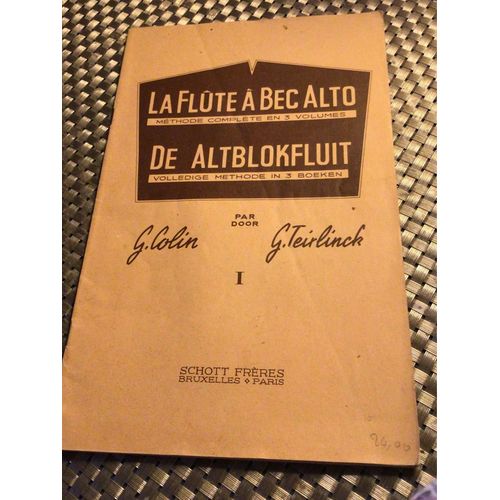 LA FLÛTE À BEC ALTO
MÉTHODE COMPLÈTE EN 3 VOLUMES
DE ALTBLOKFLUIT
VOLLEDIGE METHODE IN 3 BOEKEN
PAR
DOOR
G. Colin G. Teirlinck
I
SCHOTT FRÈRES
BRUXELLES ⋄ PARIS